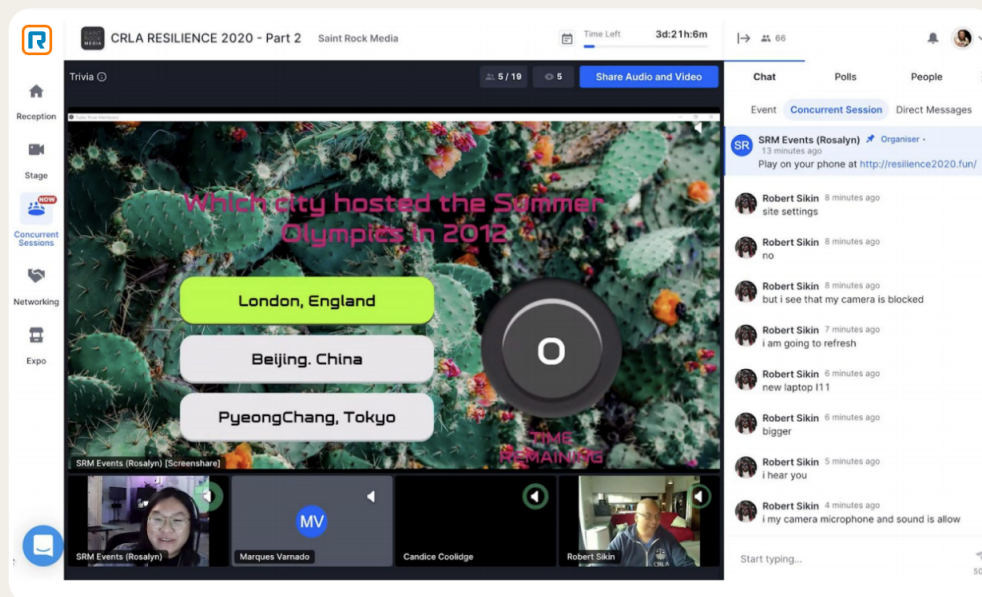 R
SAINT
ROCK
MEDIA
CRLA RESILIENCE 2020 - Part 2
Saint Rock Media
Time Left
3d:21h:6m
66
Reception
Stage
NOW
Concurrent
Sessions
Networking
Expo
Trivia
5 / 19
5
Share Audio and Video
Which city hosted the Summer
Olympics in 2012
London, England
Beijing. China
PyeongChang, Tokyo
0
TIME
REMAINING
SRM Events (Rosalyn) [Screenshare]
SRM Events (Rosalyn)
MV
Marques Varnado
Candice Coolidge
CRLA
Robert Sikin
Chat
Polls
People
Event
Concurrent Session
Direct Messages
SR
SRM Events (Rosalyn)
Organiser •
13 minutes ago
Play on your phone at http://resilience2020.fun/
Robert Sikin 8 minutes ago
site settings
Robert Sikin 8 minutes ago
no
Robert Sikin 8 minutes ago
but i see that my camera is blocked
Robert Sikin 7 minutes ago
i am going to refresh
Robert Sikin 6 minutes ago
new laptop l11
Robert Sikin 6 minutes ago
bigger
Robert Sikin 5 minutes ago
i hear you
Robert Sikin 4 minutes ago
i my camera microphone and sound is allow
Start typing...